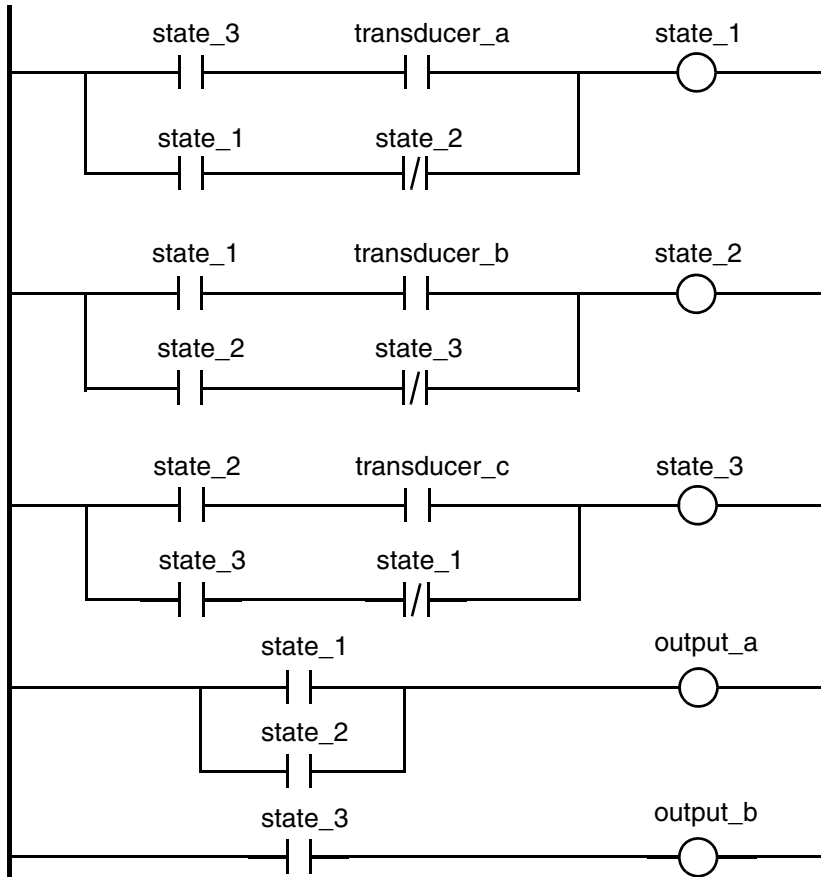 state_3 transducer_a state_1
state_1 state_2
state_1 transducer_b state_2
state_2 state_3
state_2 transducer_c state_3
state_3 state_1
state_1 output_a
state_2
state_3 output_b